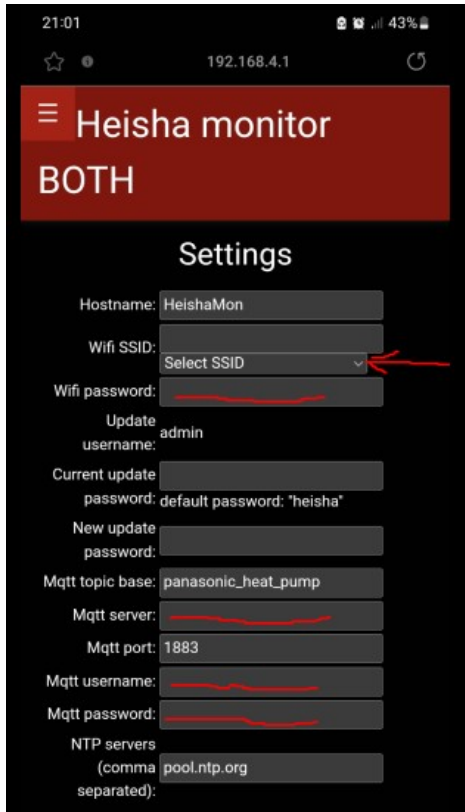 21:01
43%
192.168.4.1
Heisha monitor
BOTH
Settings
Hostname: HeishaMon
Wifi SSID:
Select SSID
Wifi password:
Update
username: admin
Current update
password: default password: "heisha"
New update
password:
Mqtt topic base: panasonic_heat_pump
Mqtt server:
Mqtt port: 1883
Mqtt username:
Mqtt password:
NTP servers
(comma pool.ntp.org
separated):